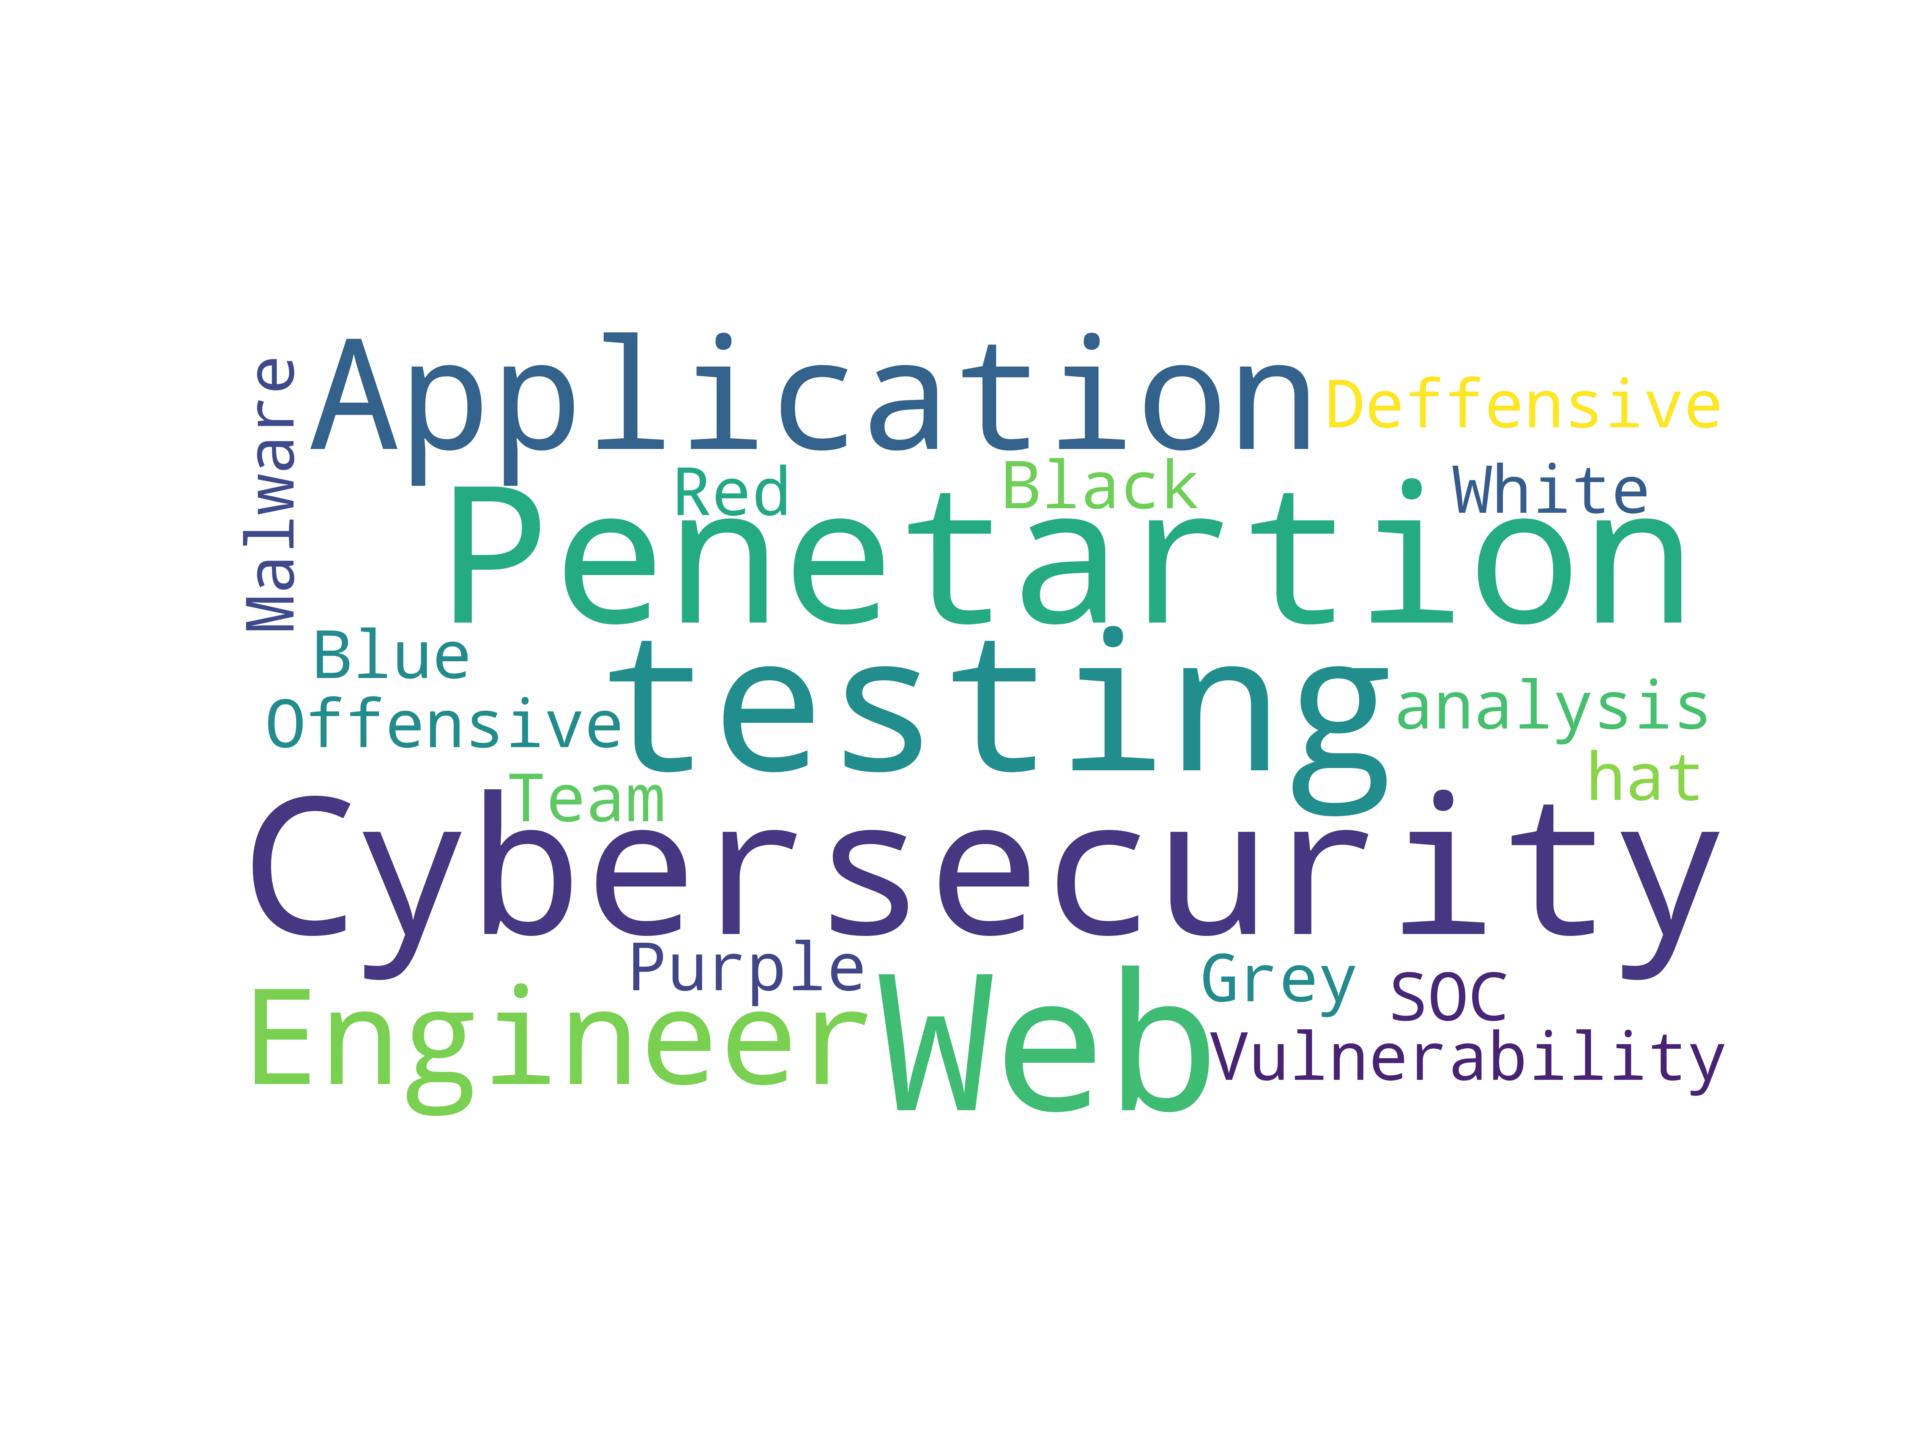 Malware
Application
Deffensive
Red
Black
White
Penetartion
Blue
testing
Offensive
analysis
Team
hat
Cybersecurity
Purple
Grey
SOC
Engineer
Web
Vulnerability